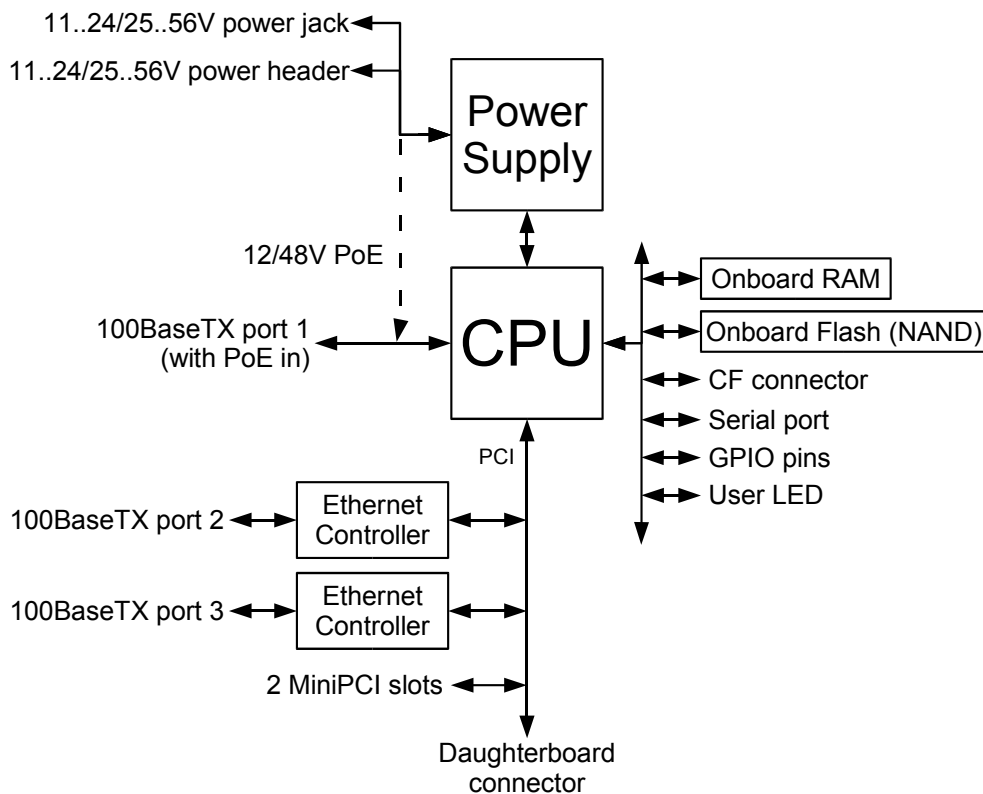 11..24/25..56V power jack
11..24/25..56V power header
Power
Supply
12/48V PoE
100BaseTX port 1
(with PoE in)
CPU
Onboard RAM
Onboard Flash (NAND)
CF connector
Serial port
GPIO pins
User LED
PCI
100BaseTX port 2
Ethernet
Controller
100BaseTX port 3
Ethernet
Controller
2 MiniPCI slots
Daughterboard
connector